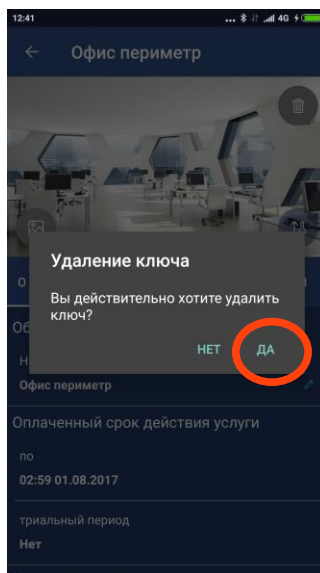 12:41
... 4G
Офис периметр
Удаление ключа
Вы действительно хотите удалить
ключ?
НЕТ ДА
О
Об
Н
Офис периметр
Оплаченный срок действия услуги
по
02:59 01.08.2017
триальный период
Нет